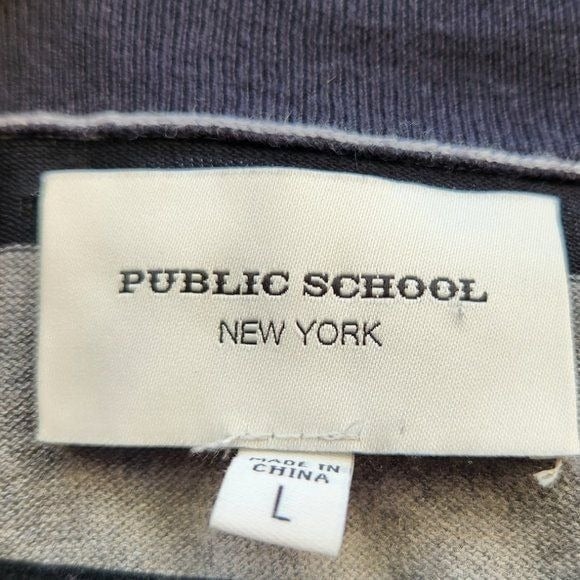 PUBLIC SCHOOL
NEW YORK
MADE IN
CHINA
L